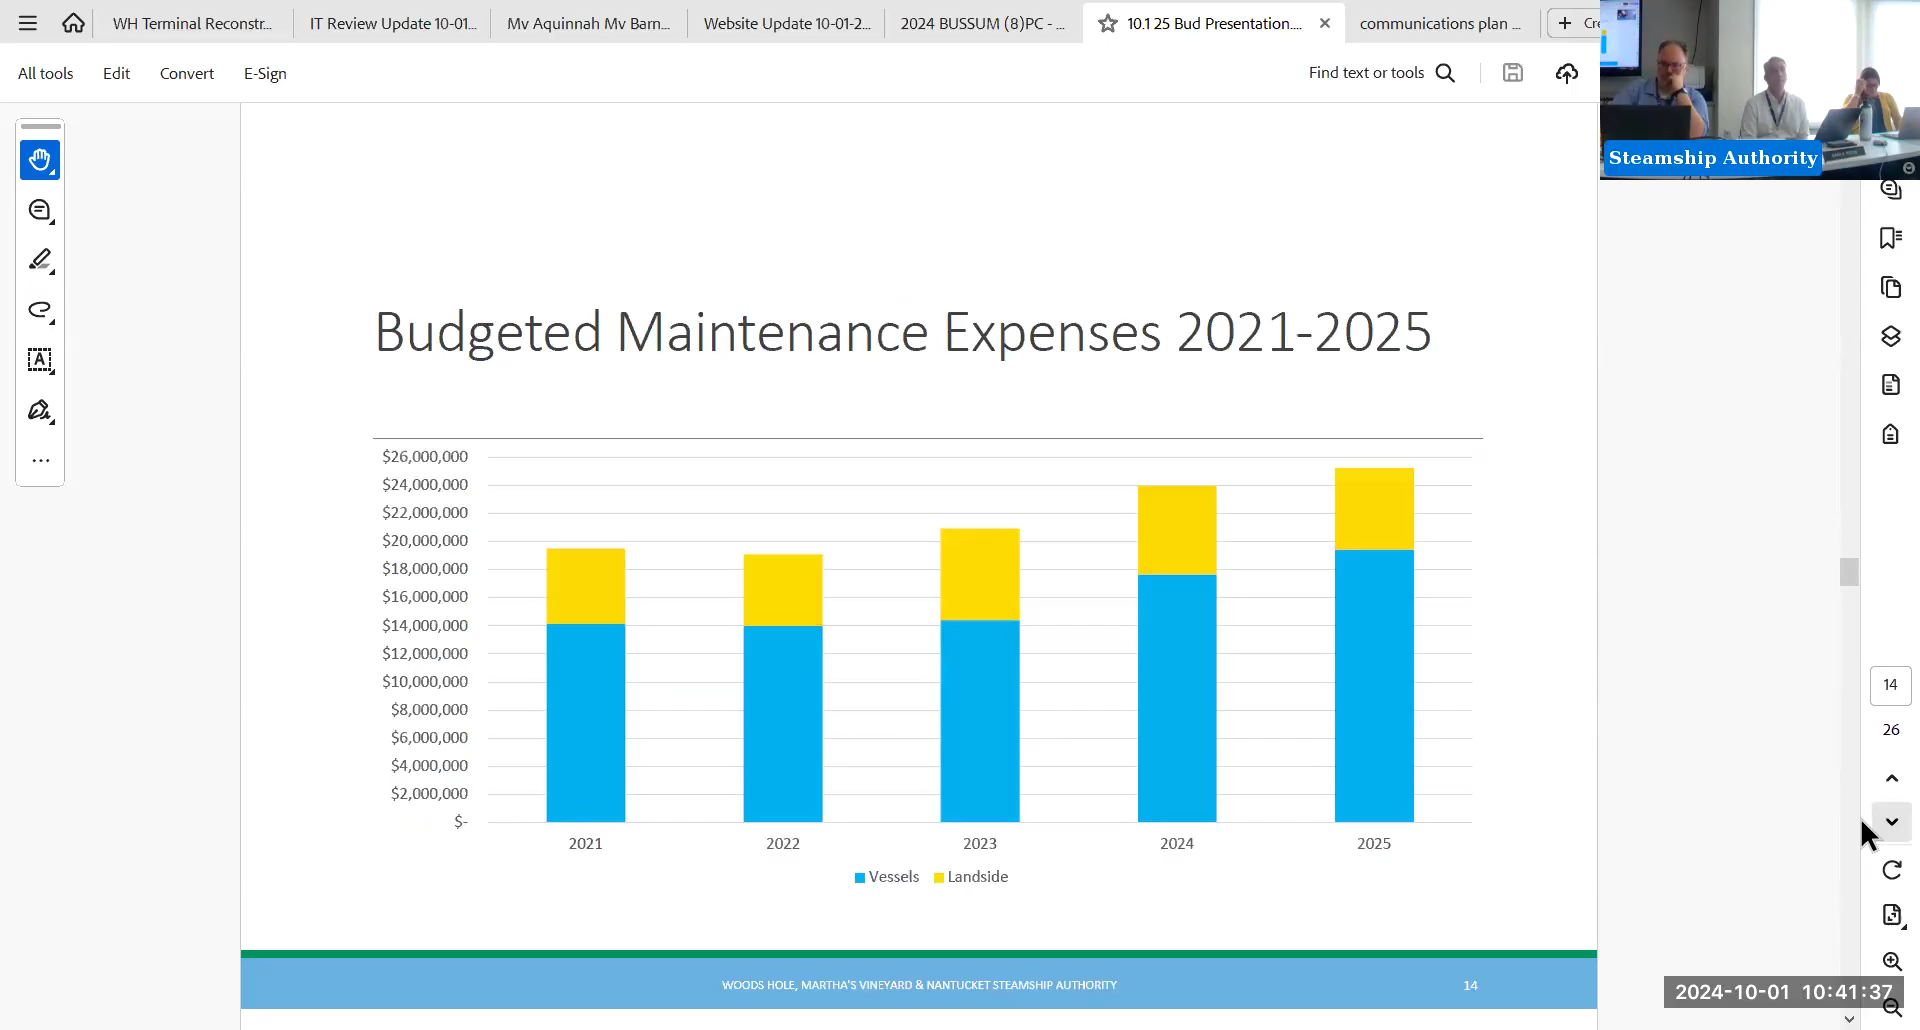 WH Terminal Reconstr...
IT Review Update 10-01...
Mv Aquinnah Mv Barn...
Website Update 10-01-2...
2024 BUSSUM (8)PC - ...
10.1 25 Bud Presentation....
communications plan ...
+ Cre
All tools
Edit
Convert
E-Sign
Find text or tools
Steamship Authority
Budgeted Maintenance Expenses 2021-2025
$26,000,000
$24,000,000
$22,000,000
$20,000,000
$18,000,000
$16,000,000
$14,000,000
$12,000,000
$10,000,000
$8,000,000
$6,000,000
$4,000,000
$2,000,000
$-
2021
2022
2023
2024
2025
Vessels
Landside
14
26
WOODS HOLE, MARTHA'S VINEYARD & NANTUCKET STEAMSHIP AUTHORITY
14
2024-10-01 10:41:37